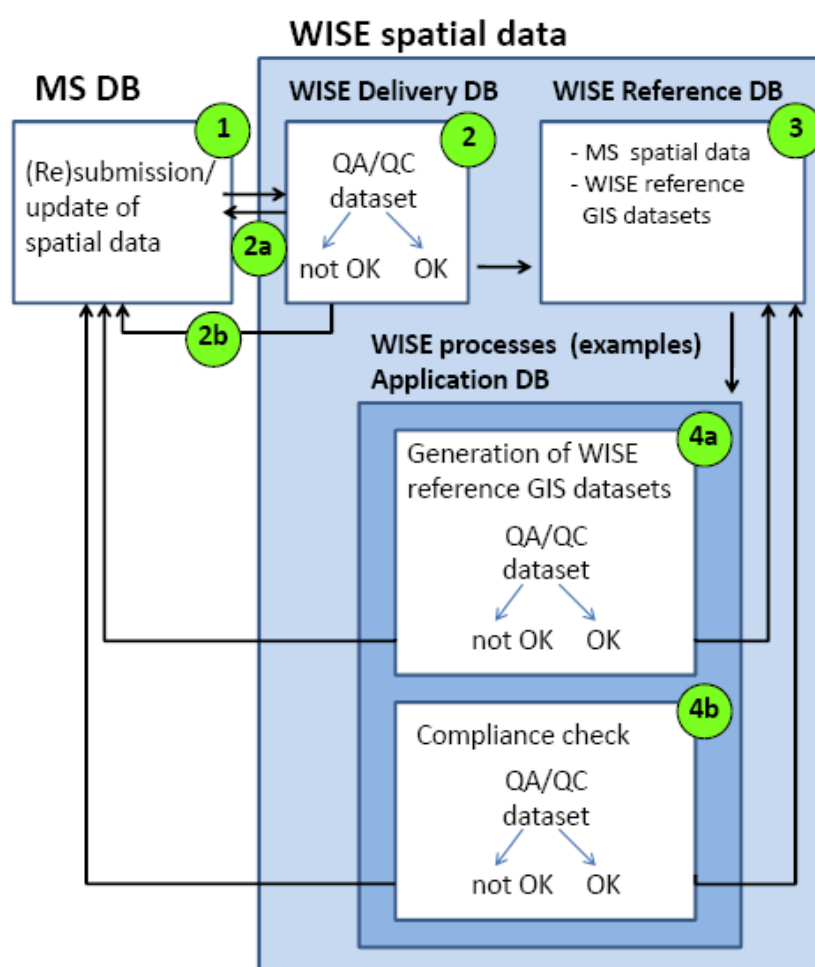 WISE spatial data
MS DB
WISE Delivery DB
WISE Reference DB
1
2
3
(Re)submission/
update of
spatial data
QA/QC
dataset
not OK
OK
- MS spatial data
- WISE reference
GIS datasets
2a
2b
WISE processes (examples)
Application DB
4a
Generation of WISE
reference GIS datasets
QA/QC
dataset
not OK
OK
4b
Compliance check
QA/QC
dataset
not OK
OK